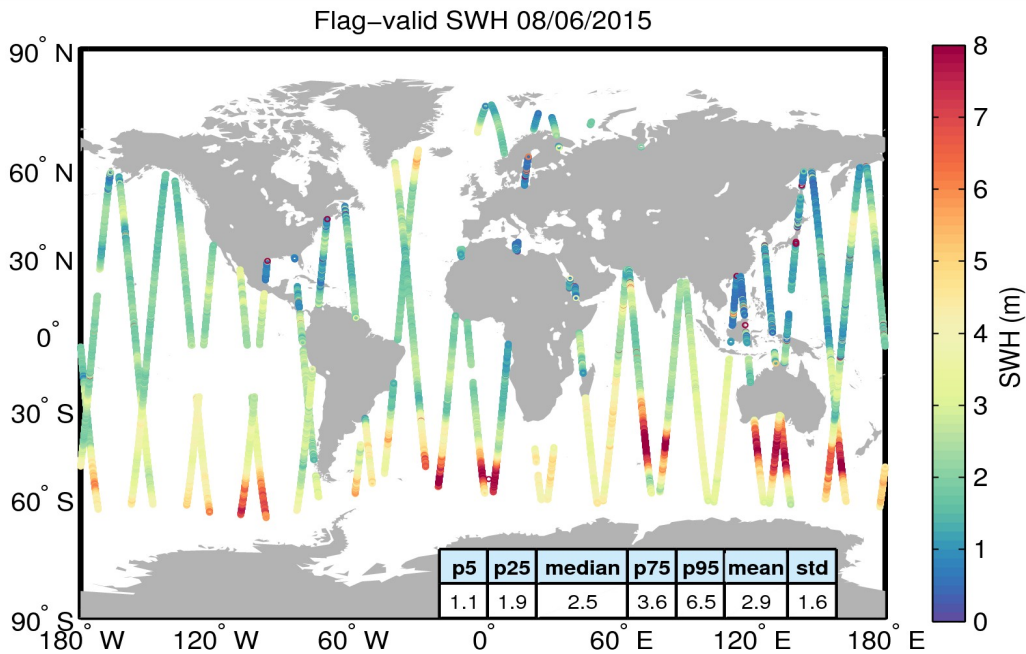 Flag−valid SWH 08/06/2015
90° N
60° N
30° N
0°
30° S
60° S
90° S
180° W
120° W
60° W
0°
60° E
120° E
180° E
p5 p25 median p75 p95 mean std
1.1 1.9 2.5 3.6 6.5 2.9 1.6
8
7
6
5
4
3
2
1
0
SWH (m)